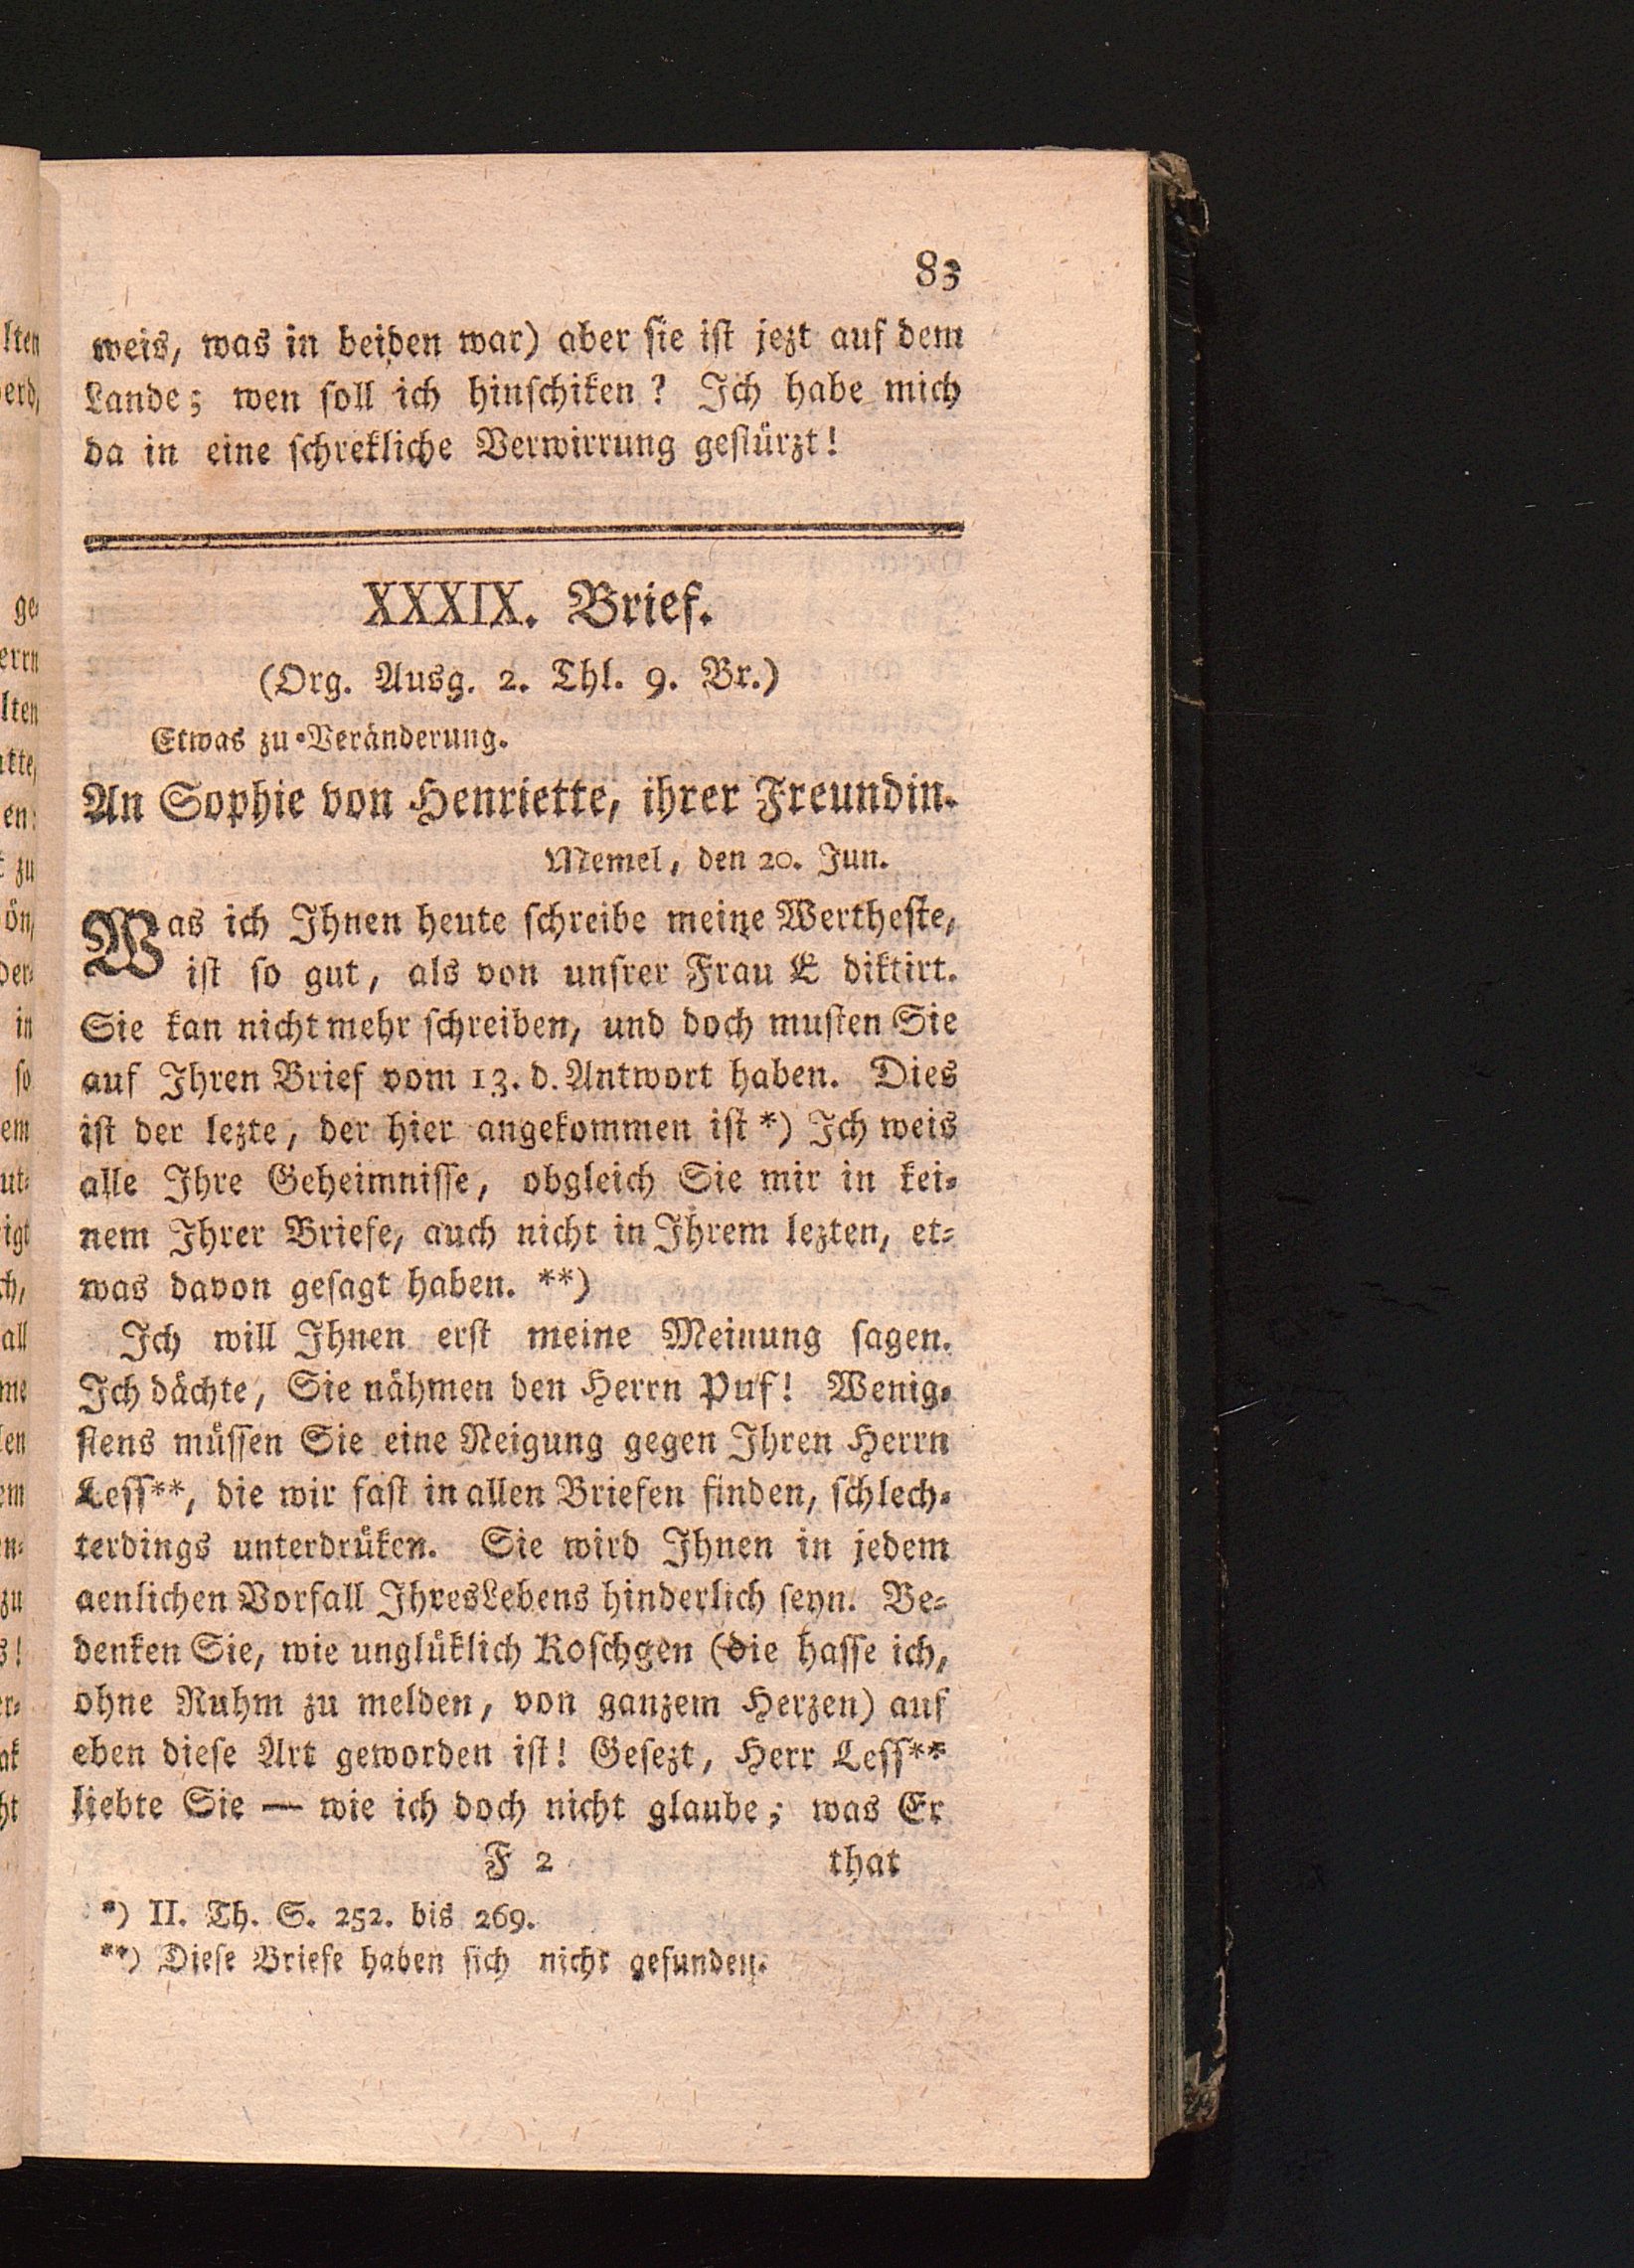 83
weis, was in beiden war) aber sie ist jezt auf dem
Lande; wen soll ich hinschiken? Ich habe mich
da in eine schrekliche Verwirrung gestürzt!
XXXIX. Brief.
(Org. Ausg. 2. Thl. 9. Br.)
Etwas zu Veränderung.
An Sophie von Henriette, ihrer Freundin.
Memel, den 20. Jun.
Was ich Ihnen heute schreibe meine Wertheste,
ist so gut, als von unsrer Frau E diktirt.
Sie kan nicht mehr schreiben, und doch musten Sie
auf Ihren Brief vom 13. d. Antwort haben. Dies
ist der lezte, der hier angekommen ist *) Ich weis
alle Ihre Geheimnisse, obgleich Sie mir in kei-
nem Ihrer Briefe, auch nicht in Ihrem lezten, et-
was davon gesagt haben. **)
Ich will Ihnen erst meine Meinung sagen.
Ich dächte, Sie nähmen den Herrn Puf! Wenig-
stens müssen Sie eine Neigung gegen Ihren Herrn
Less**, die wir fast in allen Briefen finden, schlech-
terdings unterdrüken. Sie wird Ihnen in jedem
aenlichen Vorfall Ihres Lebens hinderlich seyn. Be-
denken Sie, wie unglüklich Koschgen (die hasse ich,
ohne Ruhm zu melden, von ganzem Herzen) auf
eben diese Art geworden ist! Gesezt, Herr Less**
liebte Sie — wie ich doch nicht glaube; was Er
F 2 that
*) II. Th. S. 252. bis 269.
**) Diese Briefe haben sich nicht gefunden.